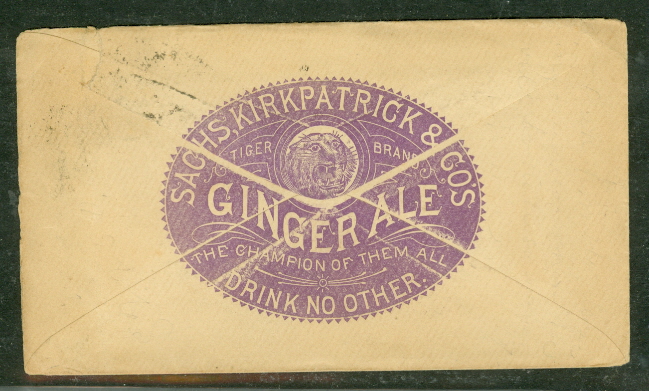 SACHS, KIRKPATRICK & CO'S
TIGER BRAND
GINGER ALE
THE CHAMPION OF THEM ALL
DRINK NO OTHER.